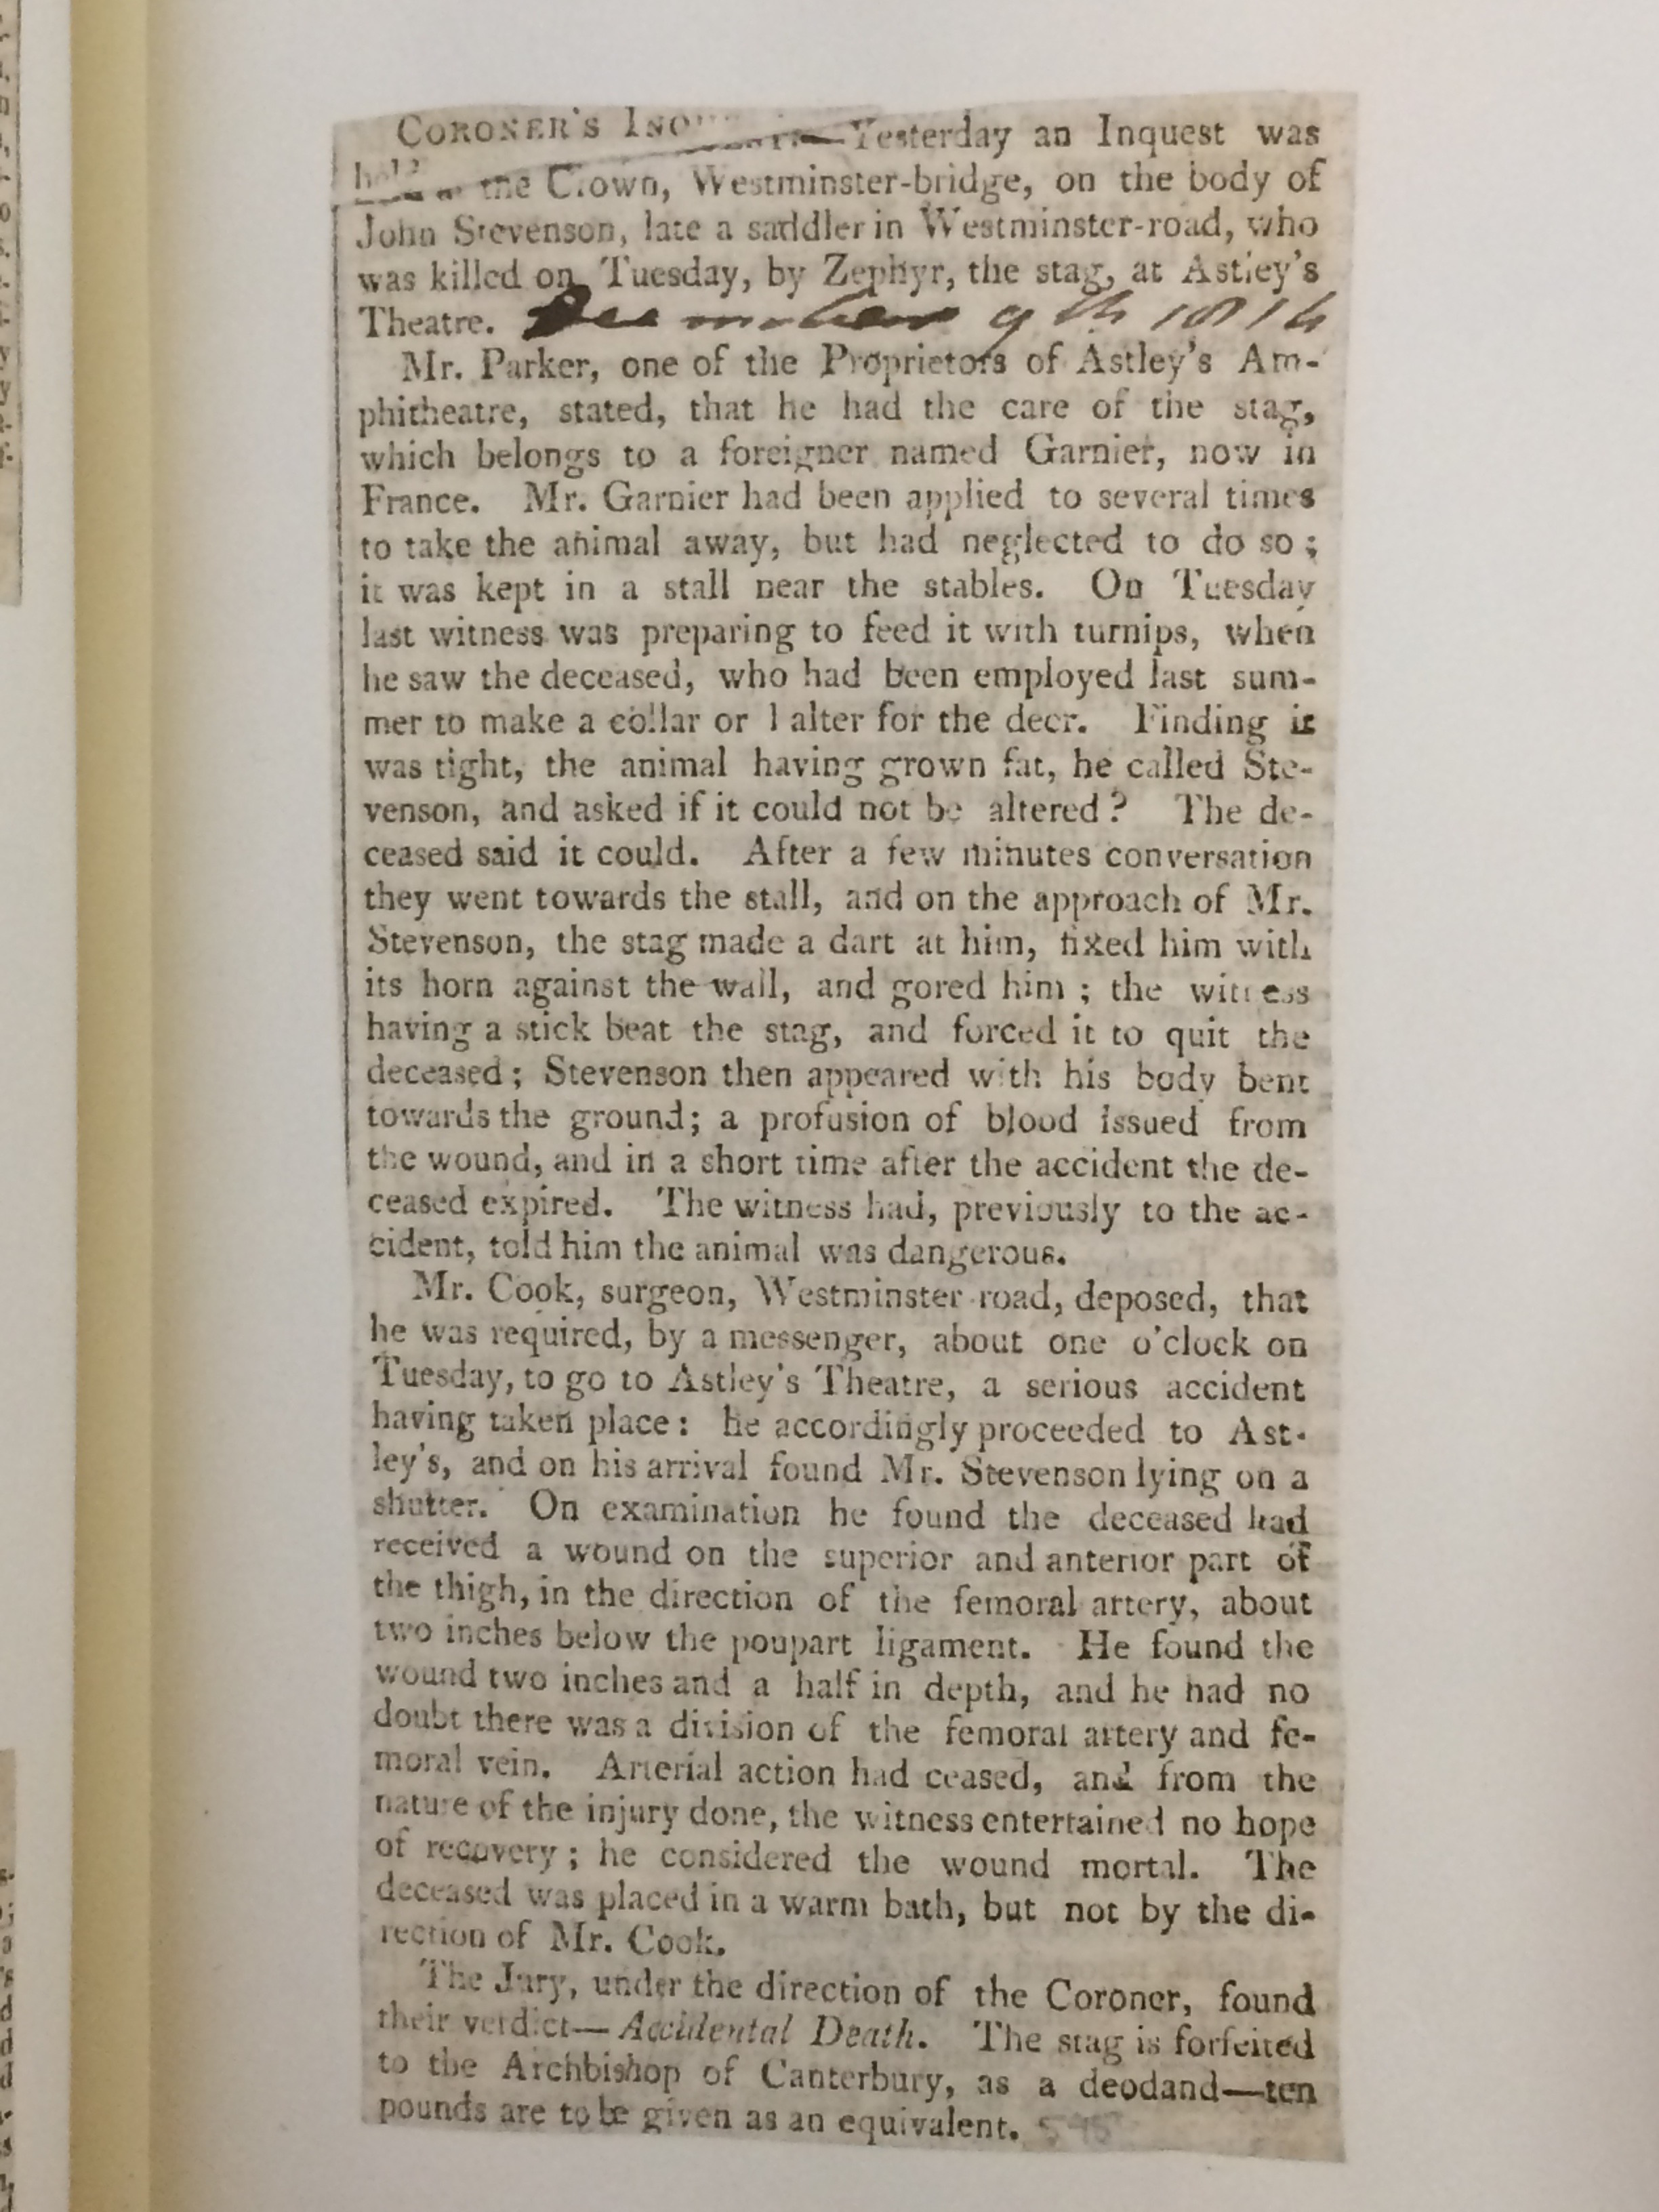 CORONER'S Yesterday an Inquest was
the Crown, Westminster-bridge, on the body of
John Stevenson, late a saddler in Westminster-road, who
was killed on Tuesday, by Zephyr, the stag, at Astley's
Theatre. December 9th 1814
Mr. Parker, one of the Proprietors of Astley's Am-
phitheatre, stated, that he had the care of the stag,
which belongs to a foreigner named Garnier, now in
France. Mr. Garnier had been applied to several times
to take the animal away, but had neglected to do so;
it was kept in a stall near the stables. On Tuesday
last witness was preparing to feed it with turnips, when
he saw the deceased, who had been employed last sum-
mer to make a collar or halter for the deer. Finding it
was tight, the animal having grown fat, he called Ste-
venson, and asked if it could not be altered? The de-
ceased said it could. After a few minutes conversation
they went towards the stall, and on the approach of Mr.
Stevenson, the stag made a dart at him, fixed him with
its horn against the wall, and gored him; the witness
having a stick beat the stag, and forced it to quit the
deceased; Stevenson then appeared with his body bent
towards the ground; a profusion of blood issued from
the wound, and in a short time after the accident the de-
ceased expired. The witness had, previously to the ac-
cident, told him the animal was dangerous.
Mr. Cook, surgeon, Westminster-road, deposed, that
he was required, by a messenger, about one o'clock on
Tuesday, to go to Astley's Theatre, a serious accident
having taken place: he accordingly proceeded to Ast-
ley's, and on his arrival found Mr. Stevenson lying on a
shutter. On examination he found the deceased had
received a wound on the superior and anterior part of
the thigh, in the direction of the femoral artery, about
two inches below the poupart ligament. He found the
wound two inches and a half in depth, and he had no
doubt there was a division of the femoral artery and fe-
moral vein. Arterial action had ceased, and from the
nature of the injury done, the witness entertained no hope
of recovery; he considered the wound mortal. The
deceased was placed in a warm bath, but not by the di-
rection of Mr. Cook.
The Jury, under the direction of the Coroner, found
their verdict—Accidental Death. The stag is forfeited
to the Archbishop of Canterbury, as a deodand—ten
pounds are to be given as an equivalent.